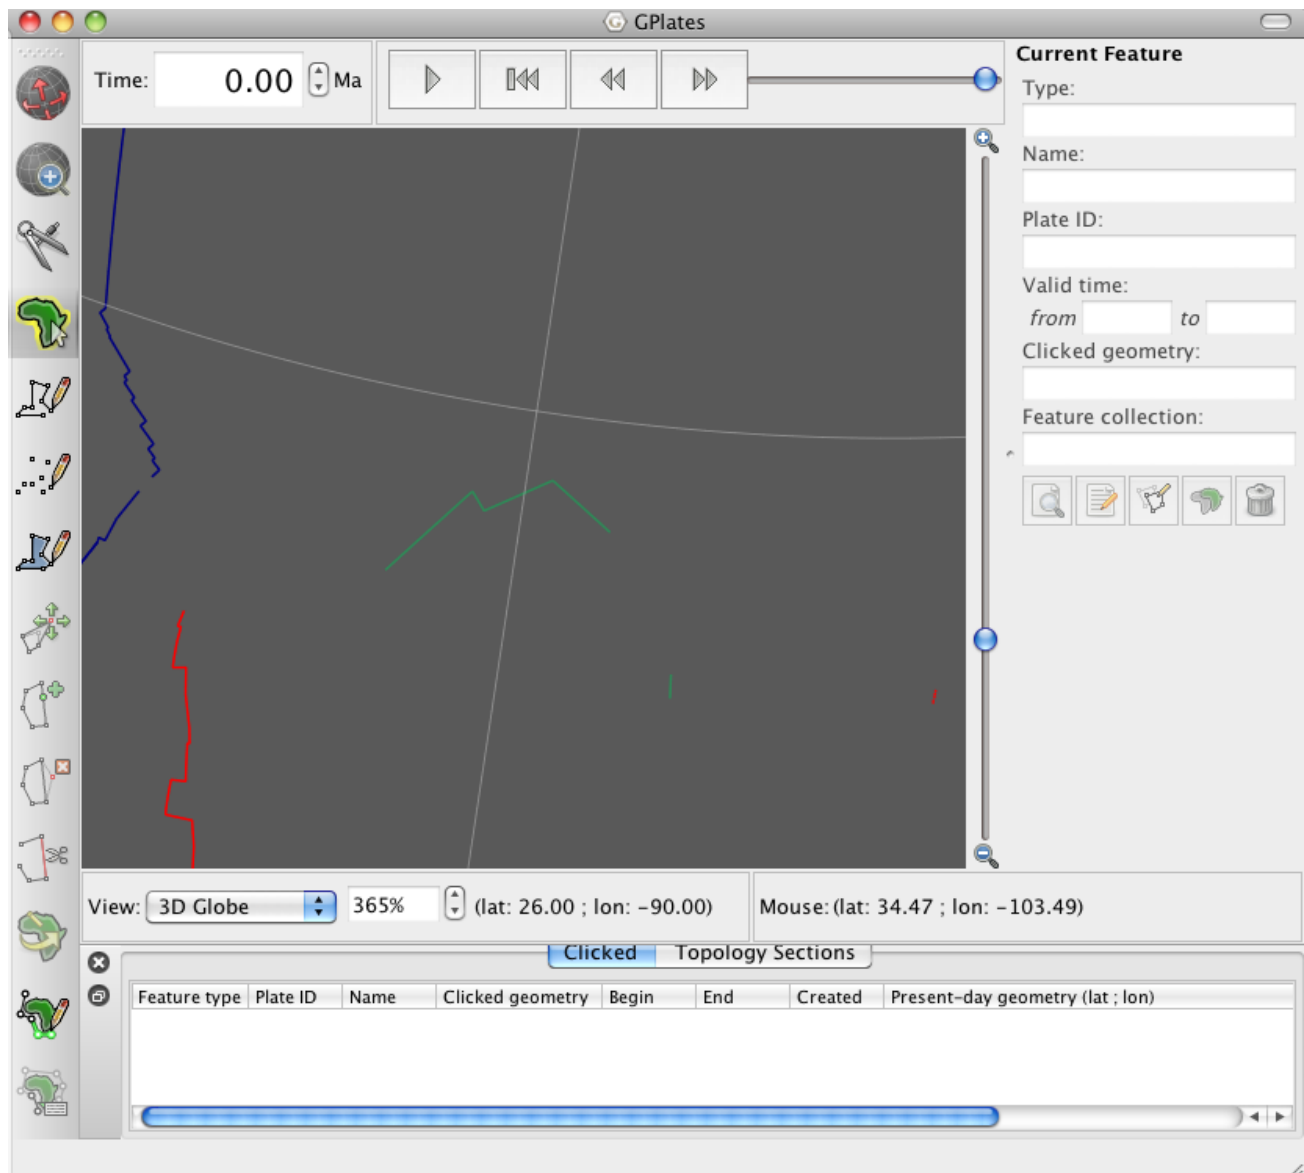 GPlates
Time: 0.00 Ma
Current Feature
Type:
Name:
Plate ID:
Valid time:
from to
Clicked geometry:
Feature collection:
View: 3D Globe 365% (lat: 26.00 ; lon: −90.00) Mouse: (lat: 34.47 ; lon: −103.49)
Clicked Topology Sections
Feature type Plate ID Name Clicked geometry Begin End Created Present−day geometry (lat ; lon)